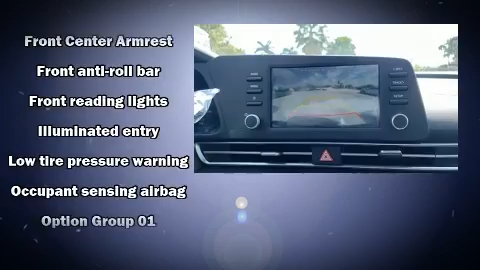 Front Center Armrest
Front anti-roll bar
Front reading lights
Illuminated entry
Low tire pressure warning
Occupant sensing airbag
Option Group 01